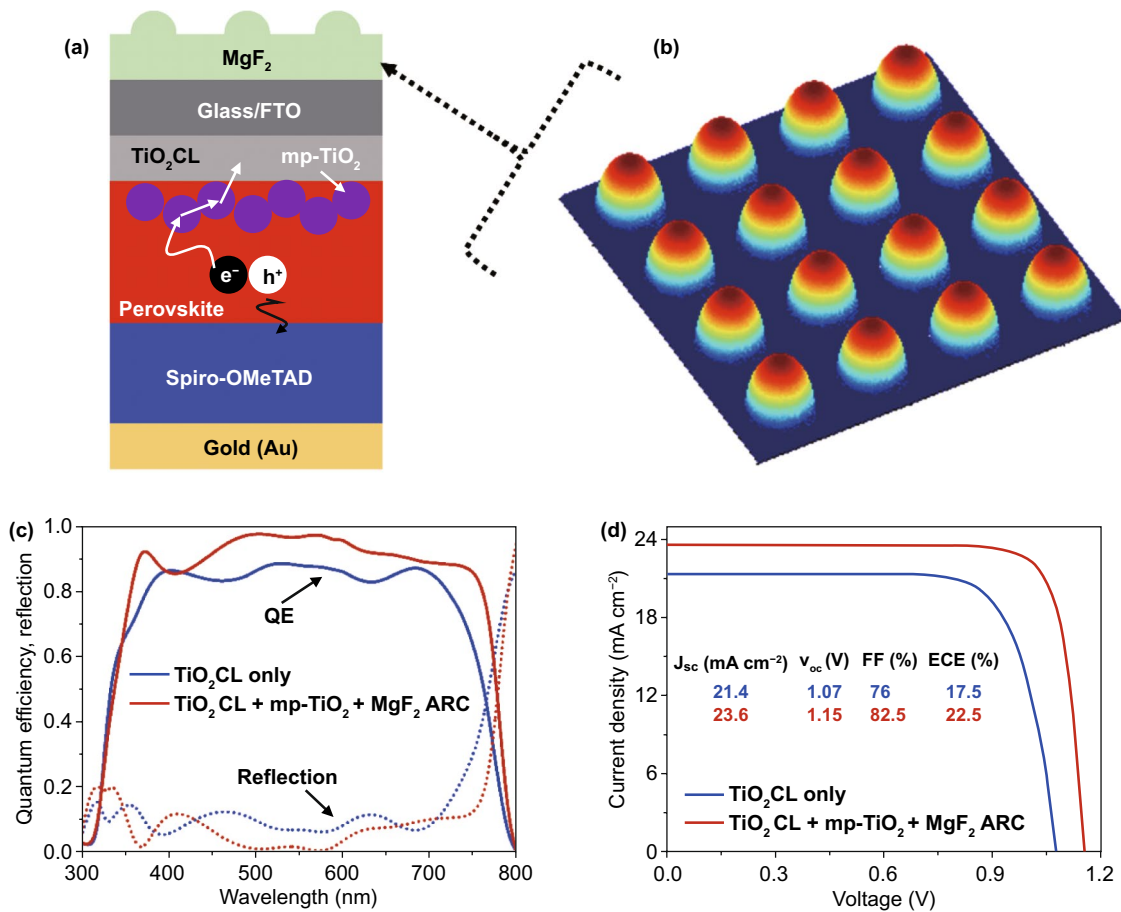 (a)
MgF₂
Glass/FTO
TiO₂CL
mp-TiO₂
e⁻
h⁺
Perovskite
Spiro-OMeTAD
Gold (Au)
(b)
(c)
Quantum efficiency, reflection
1.0
0.8
0.6
0.4
0.2
0.0
QE
TiO₂CL only
TiO₂ CL + mp-TiO₂ + MgF₂ ARC
Reflection
300 400 500 600 700 800
Wavelength (nm)
(d)
Current density (mA cm⁻²)
24
18
12
6
0
Jsc (mA cm⁻²) voc (V) FF (%) ECE (%)
21.4 1.07 76 17.5
23.6 1.15 82.5 22.5
TiO₂CL only
TiO₂ CL + mp-TiO₂ + MgF₂ ARC
0.0 0.3 0.6 0.9 1.2
Voltage (V)